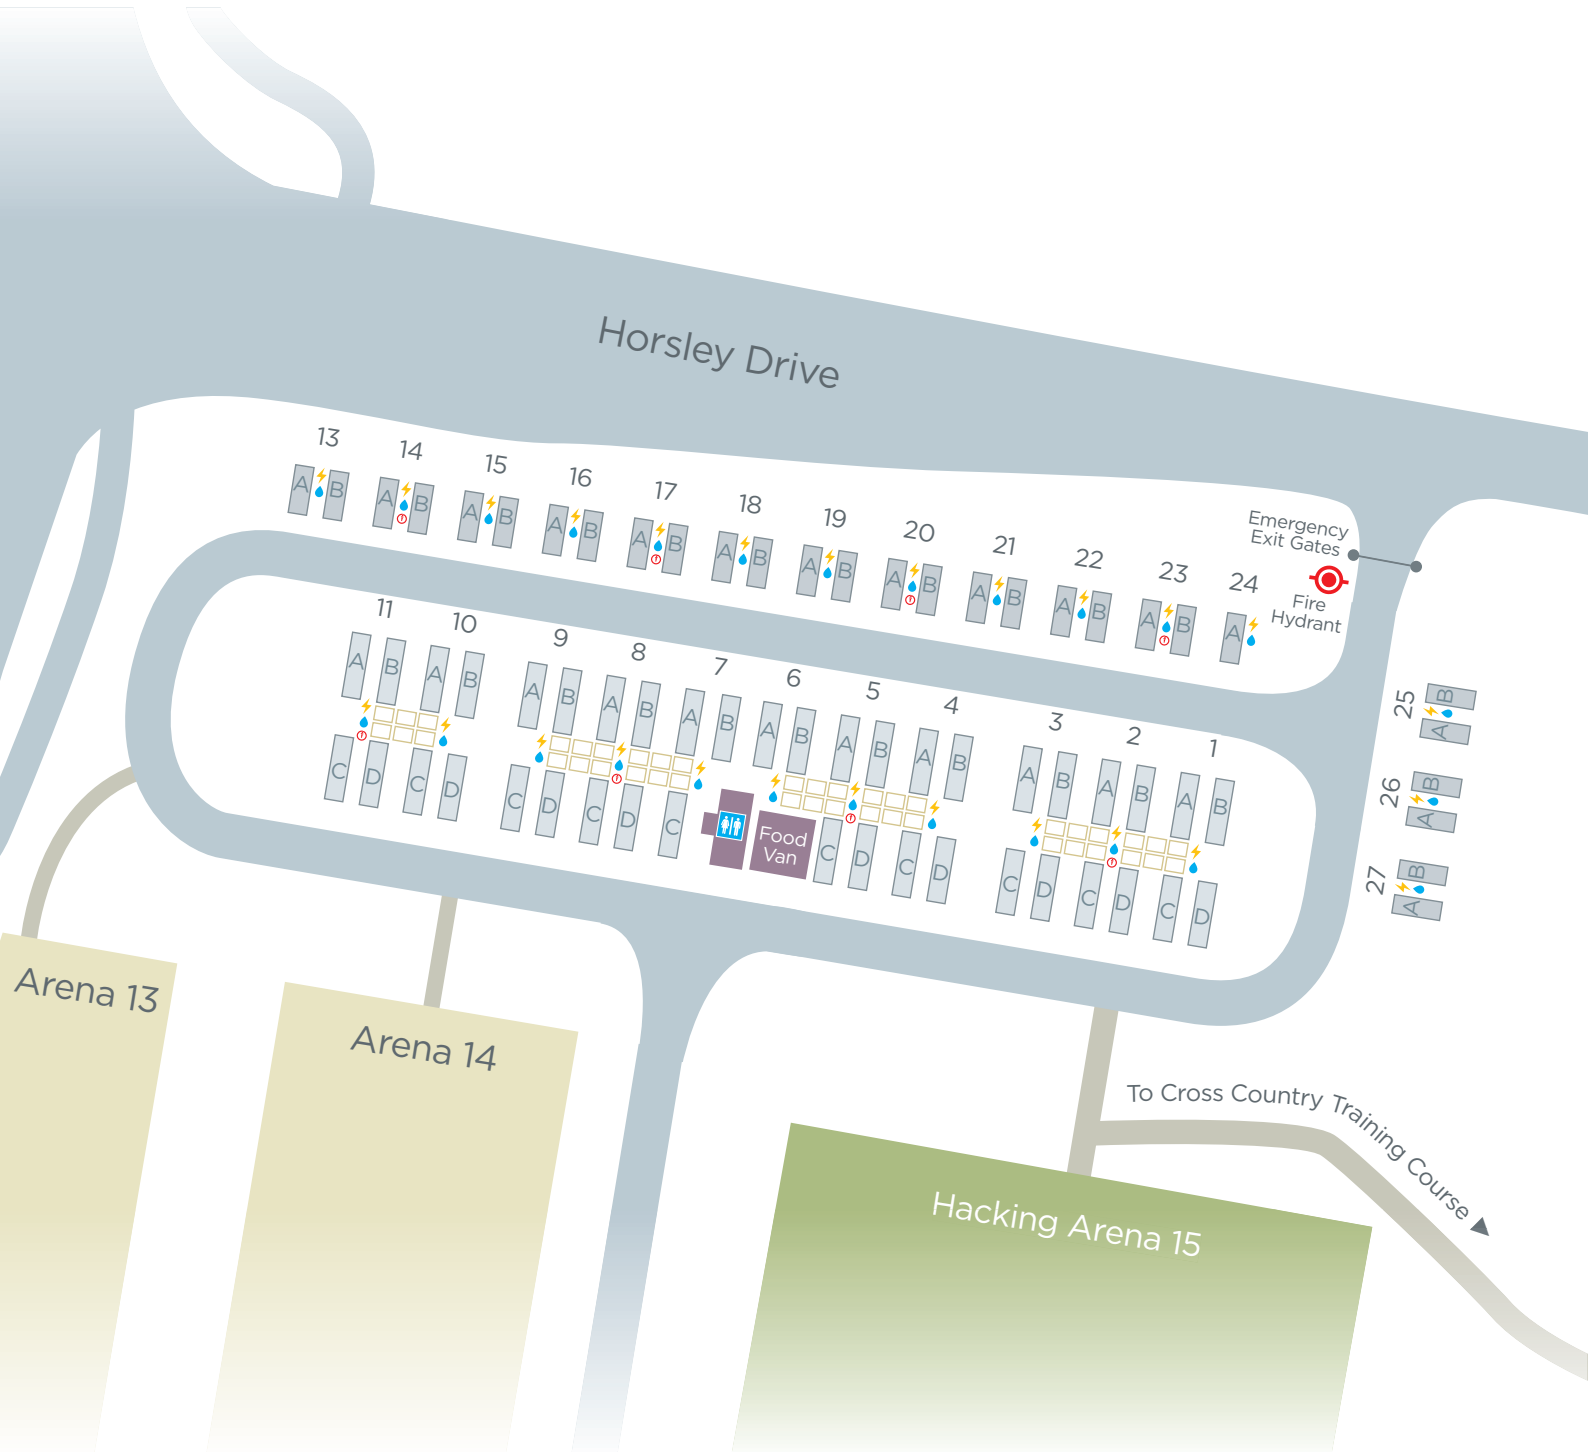 Horsley Drive
13
14
15
16
17
18
19
20
21
22
23
24
A B
A B
A B
A B
A B
A B
A B
A B
A B
A B
A B
A
Emergency
Exit Gates
Fire
Hydrant
11
10
9
8
7
6
5
4
3
2
1
A B
A B
A B
A B
A B
A B
A B
A B
A B
A B
A B
C D
C D
C D
C D
C
Food
Van
C D
C D
C D
C D
C D
25
B
A
26
B
A
27
B
A
Arena 13
Arena 14
To Cross Country Training Course
Hacking Arena 15